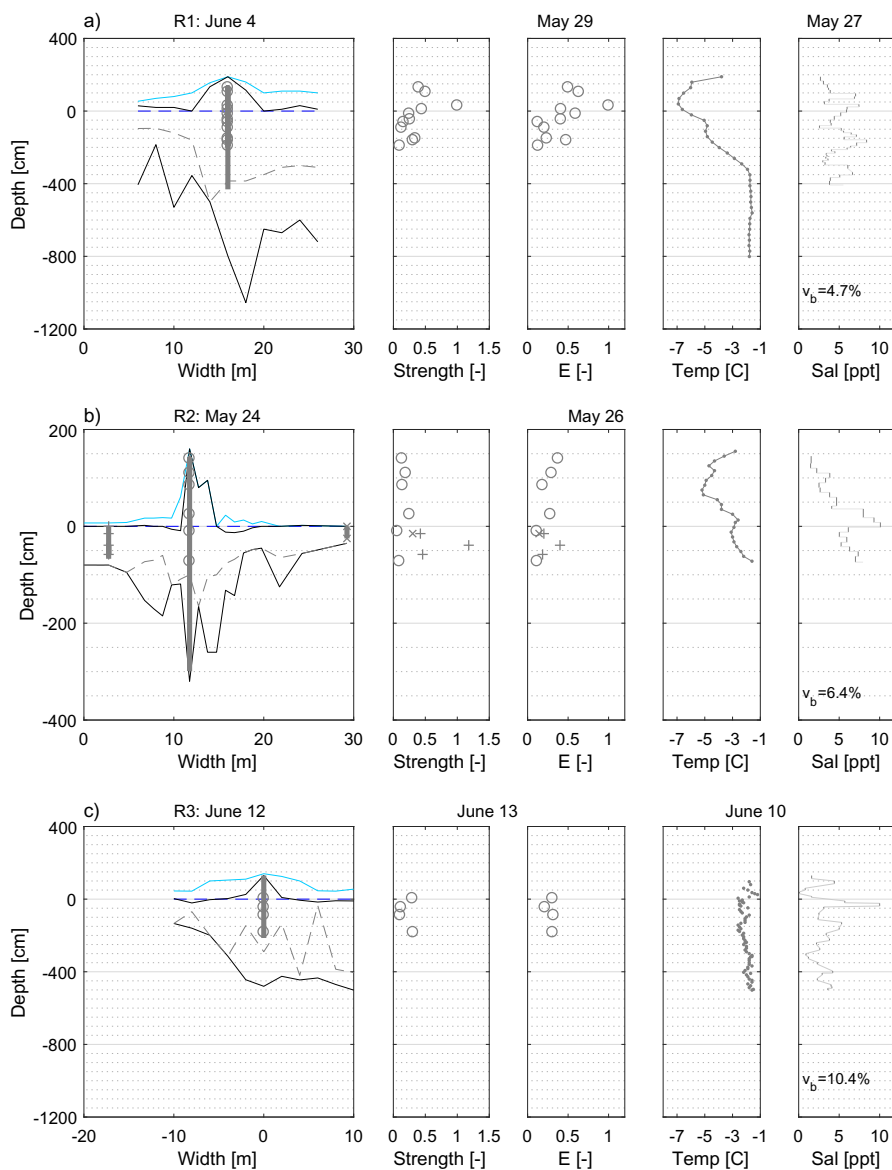 a) R1: June 4 May 29 May 27
400
0
-400
-800
-1200
Depth [cm]
0 10 20 30
Width [m]
0 0.5 1 1.5
Strength [-]
0 0.5 1
E [-]
-7 -5 -3 -1
Temp [C]
0 5 10
Sal [ppt]
v_b=4.7%
b) R2: May 24 May 26
200
0
-200
-400
Depth [cm]
0 10 20 30
Width [m]
0 0.5 1 1.5
Strength [-]
0 0.5 1
E [-]
-7 -5 -3 -1
Temp [C]
0 5 10
Sal [ppt]
v_b=6.4%
c) R3: June 12 June 13 June 10
400
0
-400
-800
-1200
Depth [cm]
-20 -10 0 10
Width [m]
0 0.5 1 1.5
Strength [-]
0 0.5 1
E [-]
-7 -5 -3 -1
Temp [C]
0 5 10
Sal [ppt]
v_b=10.4%